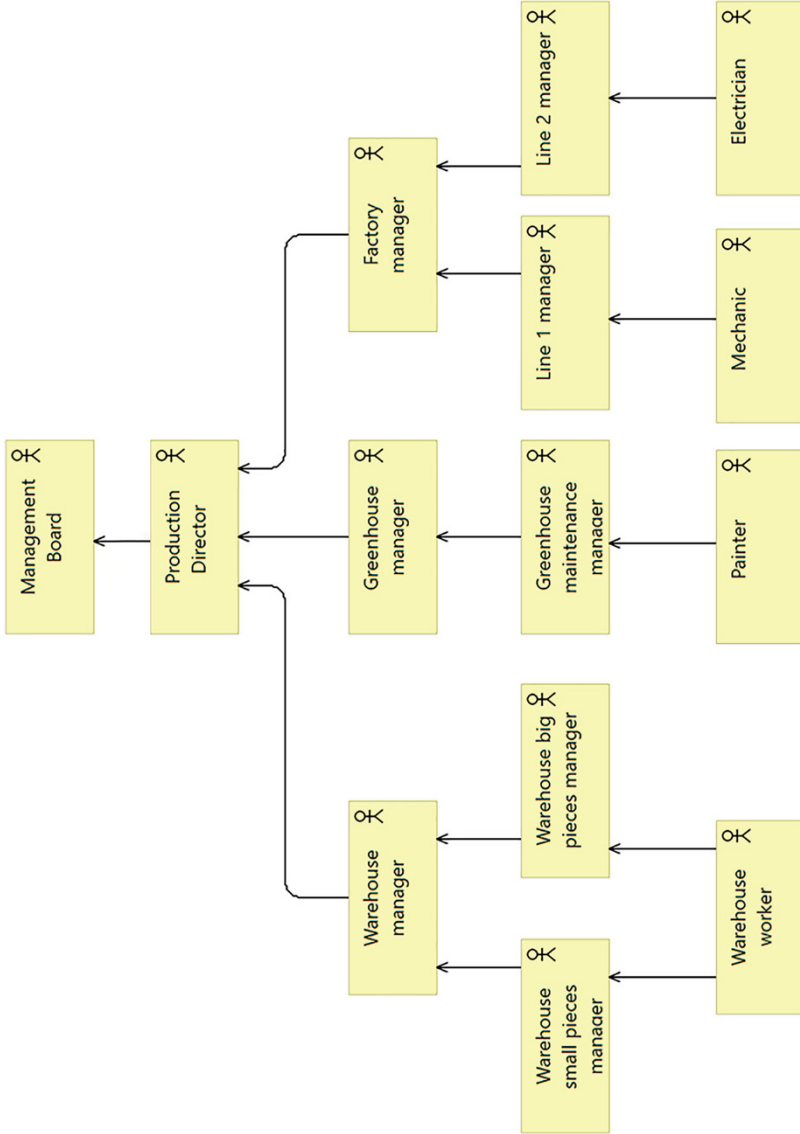 Management
Board
Production
Director
Warehouse
manager
Greenhouse
manager
Factory
manager
Warehouse
small pieces
manager
Warehouse big
pieces manager
Greenhouse
maintenance
manager
Line 1 manager
Line 2 manager
Warehouse
worker
Painter
Mechanic
Electrician